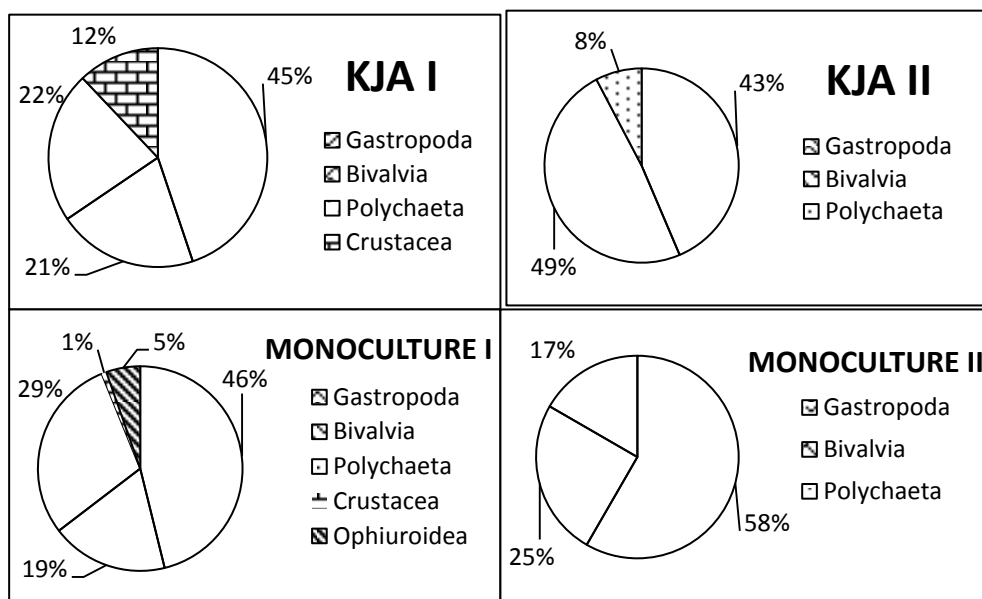 12%
45%
22%
21%
KJA I
Gastropoda
Bivalvia
Polychaeta
Crustacea
8%
43%
49%
KJA II
Gastropoda
Bivalvia
Polychaeta
1%
5%
29%
46%
19%
MONOCULTURE I
Gastropoda
Bivalvia
Polychaeta
Crustacea
Ophiuroidea
17%
25%
58%
MONOCULTURE II
Gastropoda
Bivalvia
Polychaeta